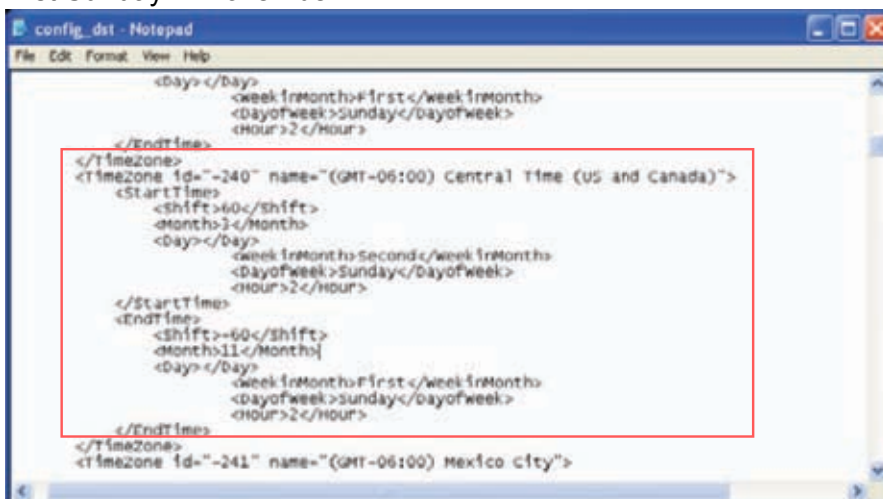 config_dst - Notepad
File Edit Format View Help
<Day></Day>
<WeekinMonth>First</WeekinMonth>
<DayofWeek>Sunday</DayofWeek>
<Hour>2</Hour>
</EndTime>
</TimeZone>
<TimeZone id="-240" name="(GMT-06:00) Central Time (US and Canada)">
<StartTime>
<Shift>60</Shift>
<Month>3</Month>
<Day></Day>
<WeekinMonth>Second</WeekinMonth>
<DayofWeek>Sunday</DayofWeek>
<Hour>2</Hour>
</StartTime>
<EndTime>
<Shift>-60</Shift>
<Month>11</Month>
<Day></Day>
<WeekinMonth>First</WeekinMonth>
<DayofWeek>Sunday</DayofWeek>
<Hour>2</Hour>
</EndTime>
</TimeZone>
<TimeZone id="-241" name="(GMT-06:00) Mexico City">